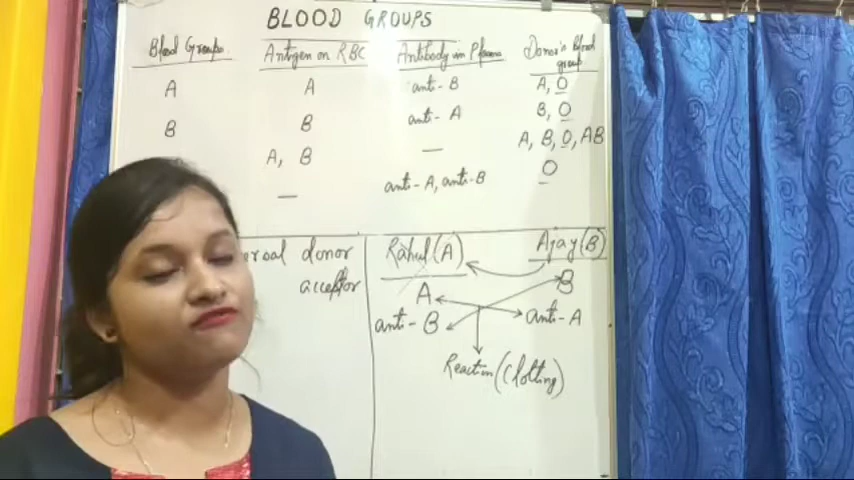 BLOOD GROUPS
Blood Groups Antigen on RBC Antibody in Plasma Donor's Blood group
A A anti-B A, O
B B anti-A B, O
A, B — A, B, O, AB
— anti-A, anti-B O
donor
acceptor
Rahul (A) Ajay (B)
A B
anti-B anti-A
Reaction (Clotting)